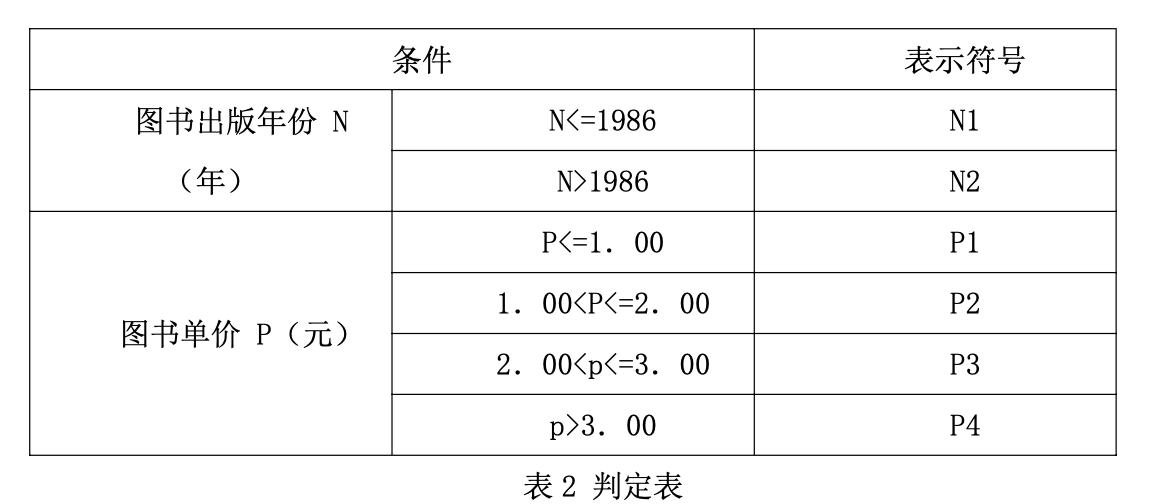 条件 表示符号
图书出版年份 N
（年）
N<=1986 N1
N>1986 N2
图书单价 P（元）
P<=1. 00 P1
1. 00<P<=2. 00 P2
2. 00<p<=3. 00 P3
p>3. 00 P4
表 2 判定表